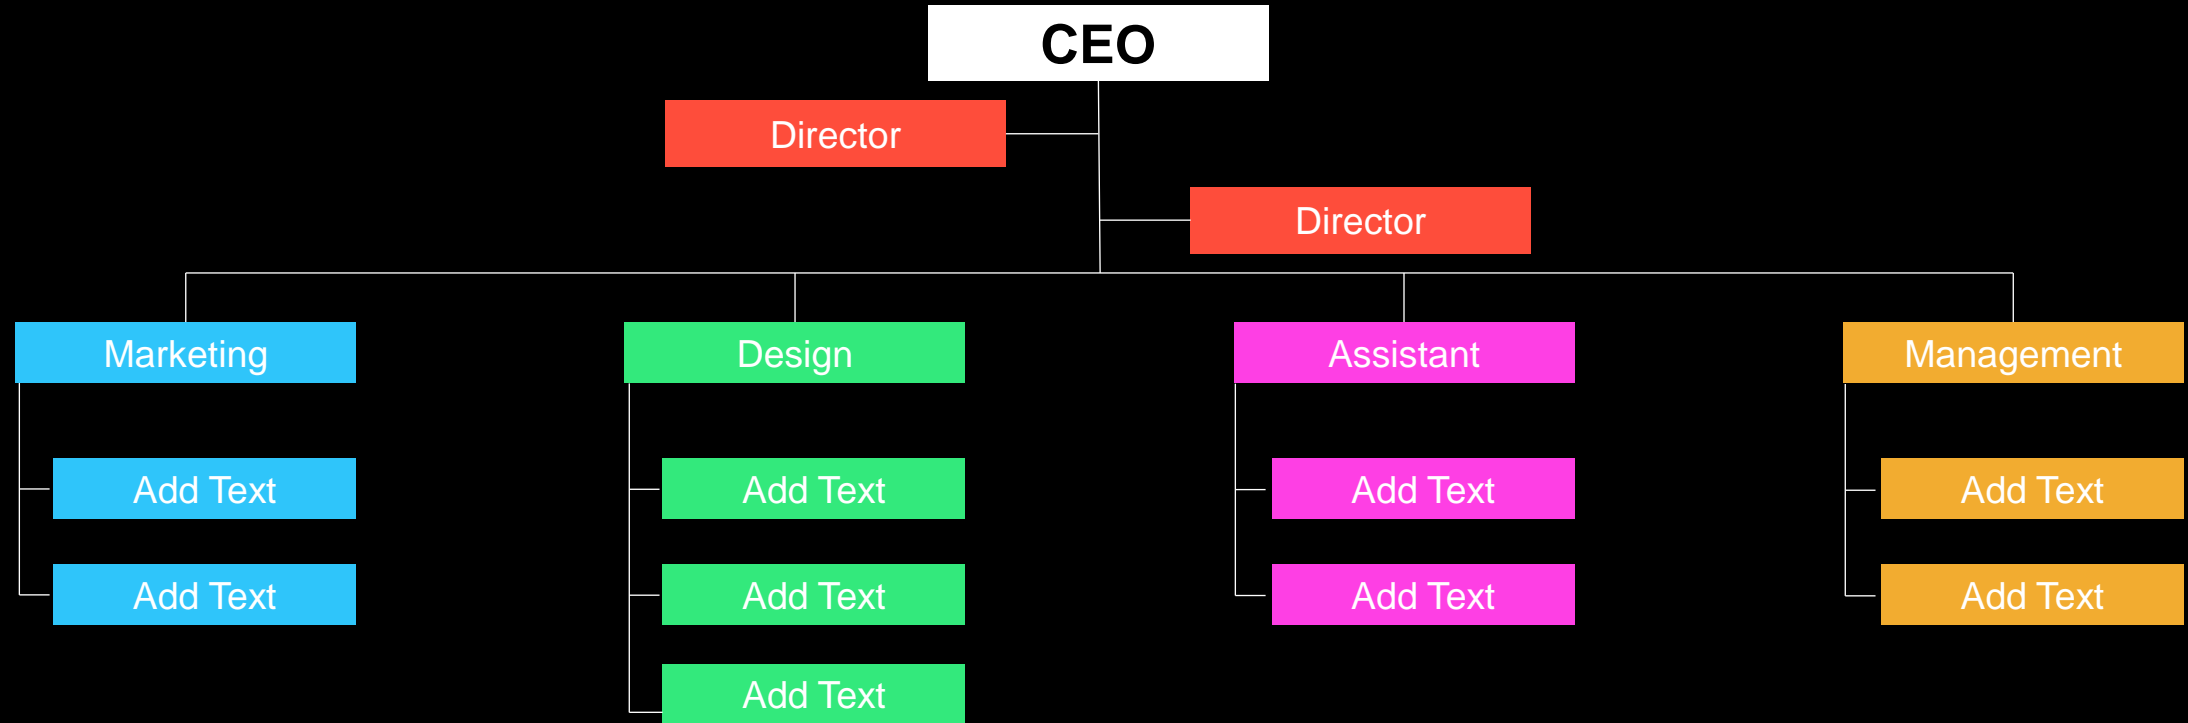 CEO
Director
Director
Marketing
Design
Assistant
Management
Add Text
Add Text
Add Text
Add Text
Add Text
Add Text
Add Text
Add Text
Add Text